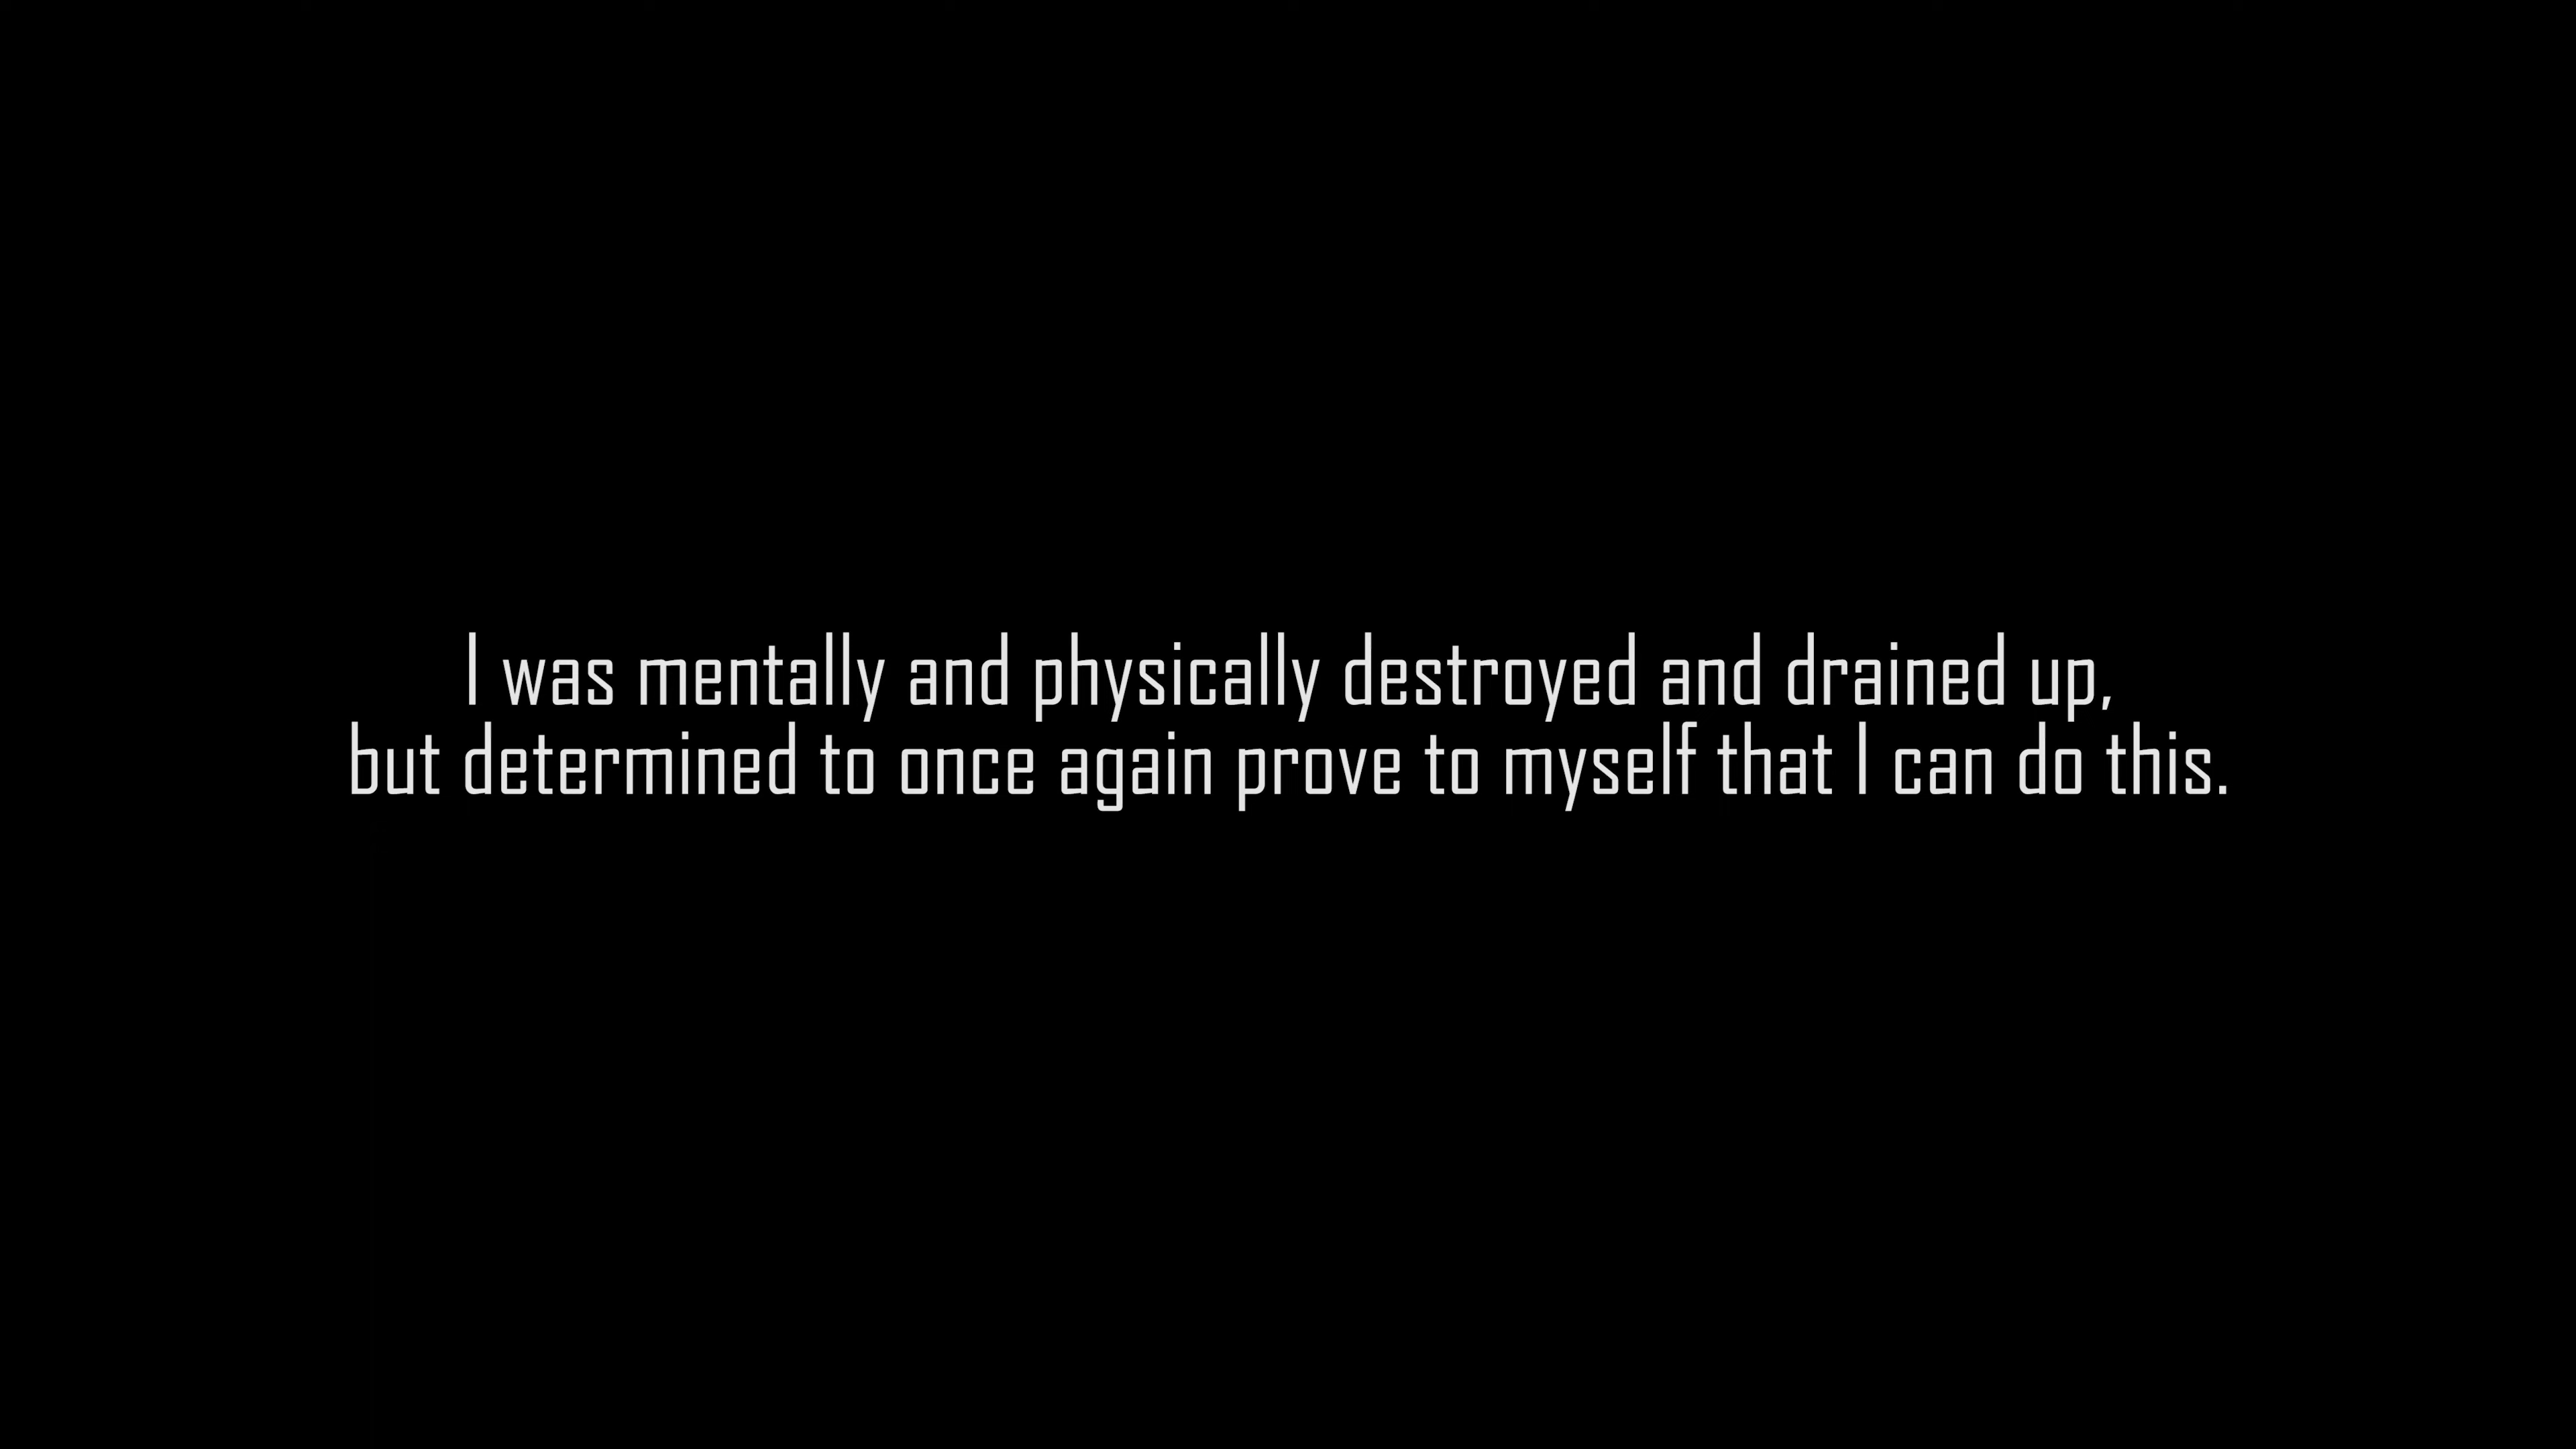 I was mentally and physically destroyed and drained up,
but determined to once again prove to myself that I can do this.